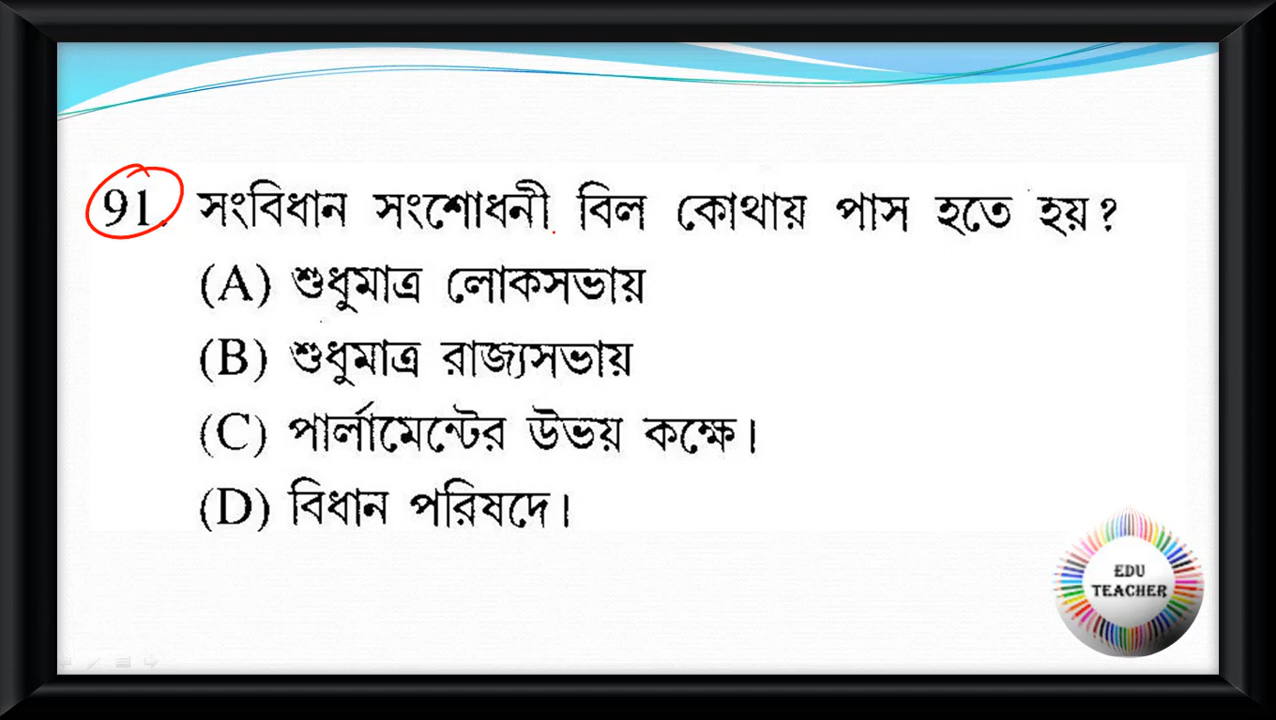 91. সংবিধান সংশোধনী বিল কোথায় পাস হতে হয়?
(A) শুধুমাত্র লোকসভায়
(B) শুধুমাত্র রাজ্যসভায়
(C) পার্লামেন্টের উভয় কক্ষে।
(D) বিধান পরিষদে।
EDU
TEACHER